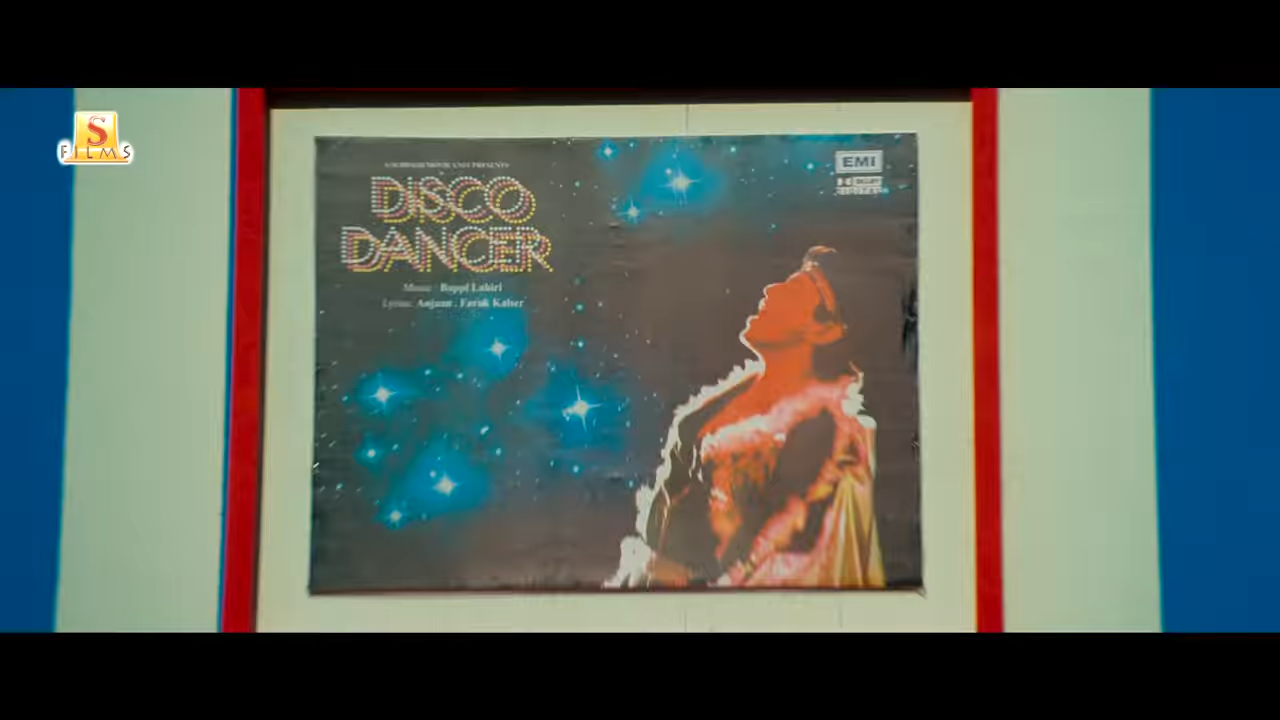 S
FILMS
DISCO
DANCER
Music : Bappi Lahiri
Lyrics: Anjaan . Faruk Kaiser
EMI